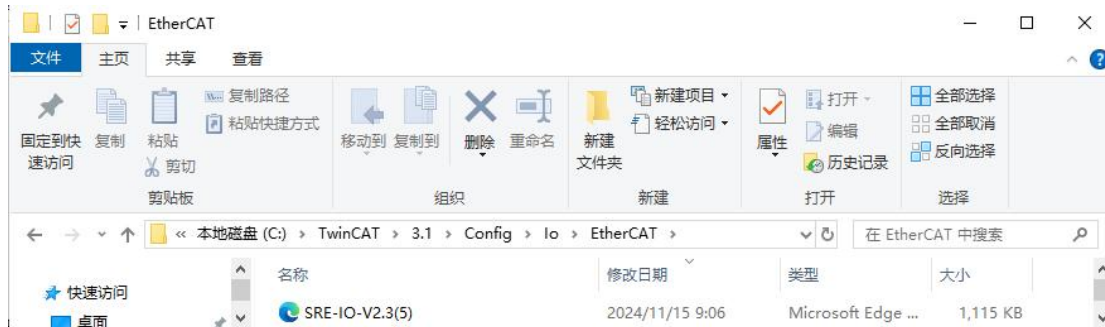 EtherCAT
文件 主页 共享 查看
固定到快速访问
复制
粘贴
复制路径
粘贴快捷方式
剪切
剪贴板
移动到 复制到 删除 重命名
组织
新建文件夹
新建项目
轻松访问
新建
属性
打开
编辑
历史记录
打开
全部选择
全部取消
反向选择
选择
« 本地磁盘 (C:) › TwinCAT › 3.1 › Config › Io › EtherCAT ›
在 EtherCAT 中搜索
快速访问
桌面
名称 修改日期 类型 大小
SRE-IO-V2.3(5) 2024/11/15 9:06 Microsoft Edge ... 1,115 KB